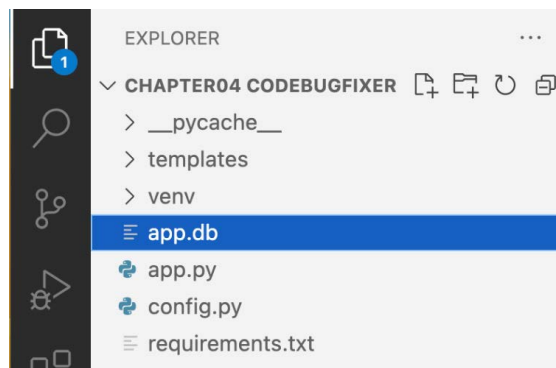 EXPLORER ...
1
CHAPTER04 CODEBUGFIXER
__pycache__
templates
venv
app.db
app.py
config.py
requirements.txt